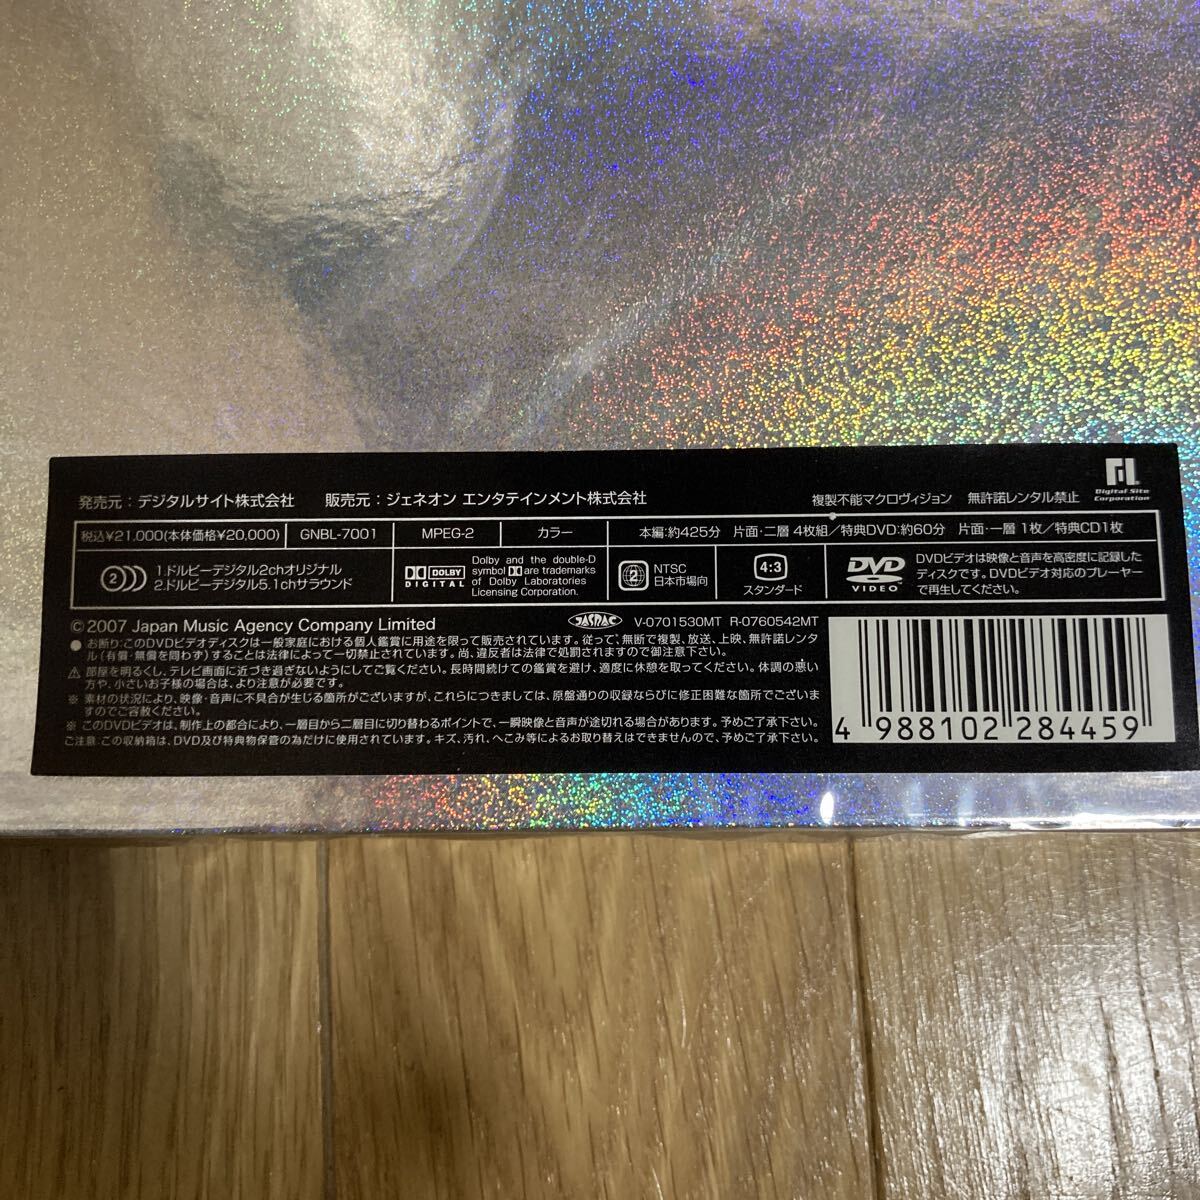 発売元：デジタルサイト株式会社　販売元：ジェネオン エンタテインメント株式会社　複製不能マクロヴィジョン　無許諾レンタル禁止
Digital Site
Corporation
税込¥21,000(本体価格¥20,000)　GNBL-7001　MPEG-2　カラー　本編:約425分　片面・二層 4枚組／特典DVD:約60分　片面・一層 1枚／特典CD1枚
2　1.ドルビーデジタル2chオリジナル
2.ドルビーデジタル5.1chサラウンド
DOLBY
DIGITAL
Dolby and the double-D
symbol are trademarks
of Dolby Laboratories
Licensing Corporation.
2　NTSC
日本市場向
4:3
スタンダード
DVD
VIDEO
DVDビデオは映像と音声を高密度に記録した
ディスクです。DVDビデオ対応のプレーヤー
で再生してください。
©2007 Japan Music Agency Company Limited　JASRAC　V-0701530MT　R-0760542MT
●お断り:このDVDビデオディスクは一般家庭における個人鑑賞に用途を限って販売されています。従って、無断で複製、放送、上映、無許諾レンタ
ル(有償・無償を問わず)することは法律によって一切禁止されています。尚、違反者は法律で処罰されますので御注意下さい。
⚠ 部屋を明るくし、テレビ画面に近づき過ぎないようにしてご覧ください。長時間続けての鑑賞を避け、適度に休憩を取ってください。体調の悪い
方や、小さいお子様の場合は、より注意が必要です。
※ 素材の状況により、映像・音声に不具合が生じる箇所がございますが、これらにつきましては、原盤通りの収録ならびに修正困難な箇所でございま
すのでご容赦ください。
※ このDVDビデオは、制作上の都合により、一層目から二層目に切り替わるポイントで、一瞬映像と音声が途切れる場合があります。予めご了承下さい。
ご注意:この収納箱は、DVD及び特典物保管の為だけに使用されています。キズ、汚れ、へこみ等によるお取り替えはできませんので、予めご了承下さい。
4 988102 284459